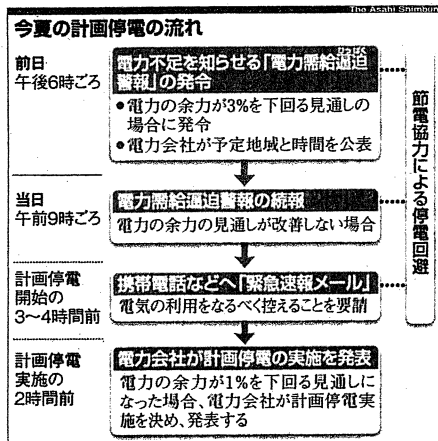 The Asahi Shimbun
今夏の計画停電の流れ
前日
午後6時ごろ
電力不足を知らせる「電力需給逼迫
ひっぱく
警報」の発令
●電力の余力が3%を下回る見通しの
場合に発令
●電力会社が予定地域と時間を公表
当日
午前9時ごろ
電力需給逼迫警報の続報
電力の余力の見通しが改善しない場合
計画停電
開始の
3〜4時間前
携帯電話などへ「緊急速報メール」
電気の利用をなるべく控えることを要請
計画停電
実施の
2時間前
電力会社が計画停電の実施を発表
電力の余力が1%を下回る見通しに
なった場合、電力会社が計画停電実
施を決め、発表する
節電協力による停電回避